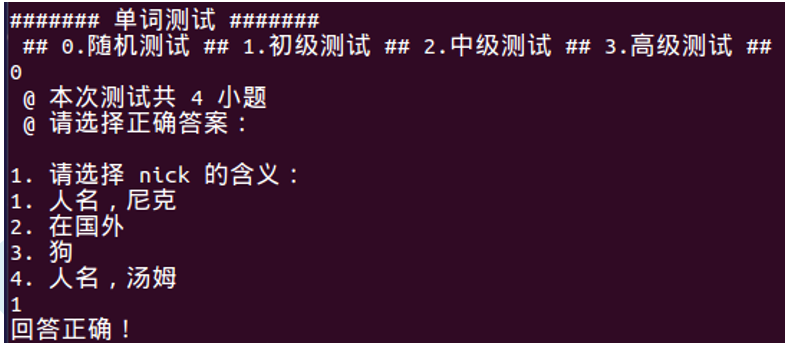 ####### 单词测试 #######
## 0.随机测试 ## 1.初级测试 ## 2.中级测试 ## 3.高级测试 ##
0
@ 本次测试共 4 小题
@ 请选择正确答案：
1. 请选择 nick 的含义：
1. 人名，尼克
2. 在国外
3. 狗
4. 人名，汤姆
1
回答正确！